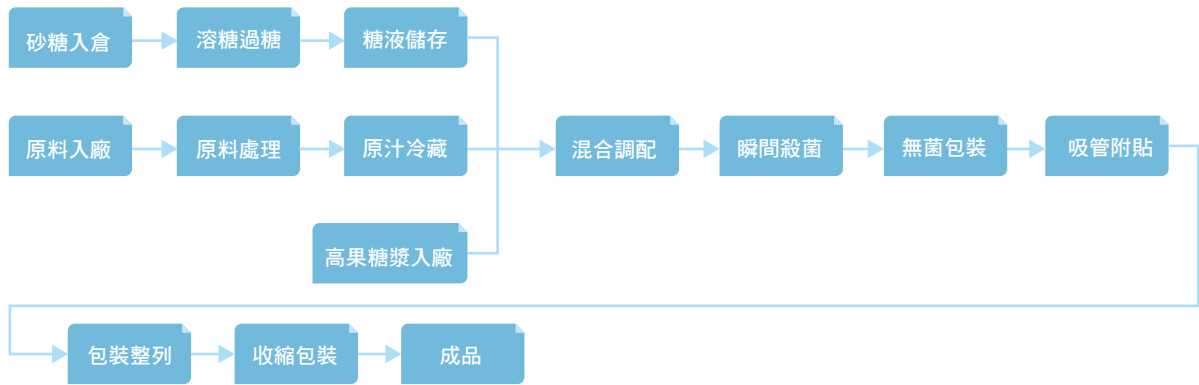 砂糖入倉
溶糖過糖
糖液儲存
原料入廠
原料處理
原汁冷藏
混合調配
瞬間殺菌
無菌包裝
吸管附貼
高果糖漿入廠
包裝整列
收縮包裝
成品